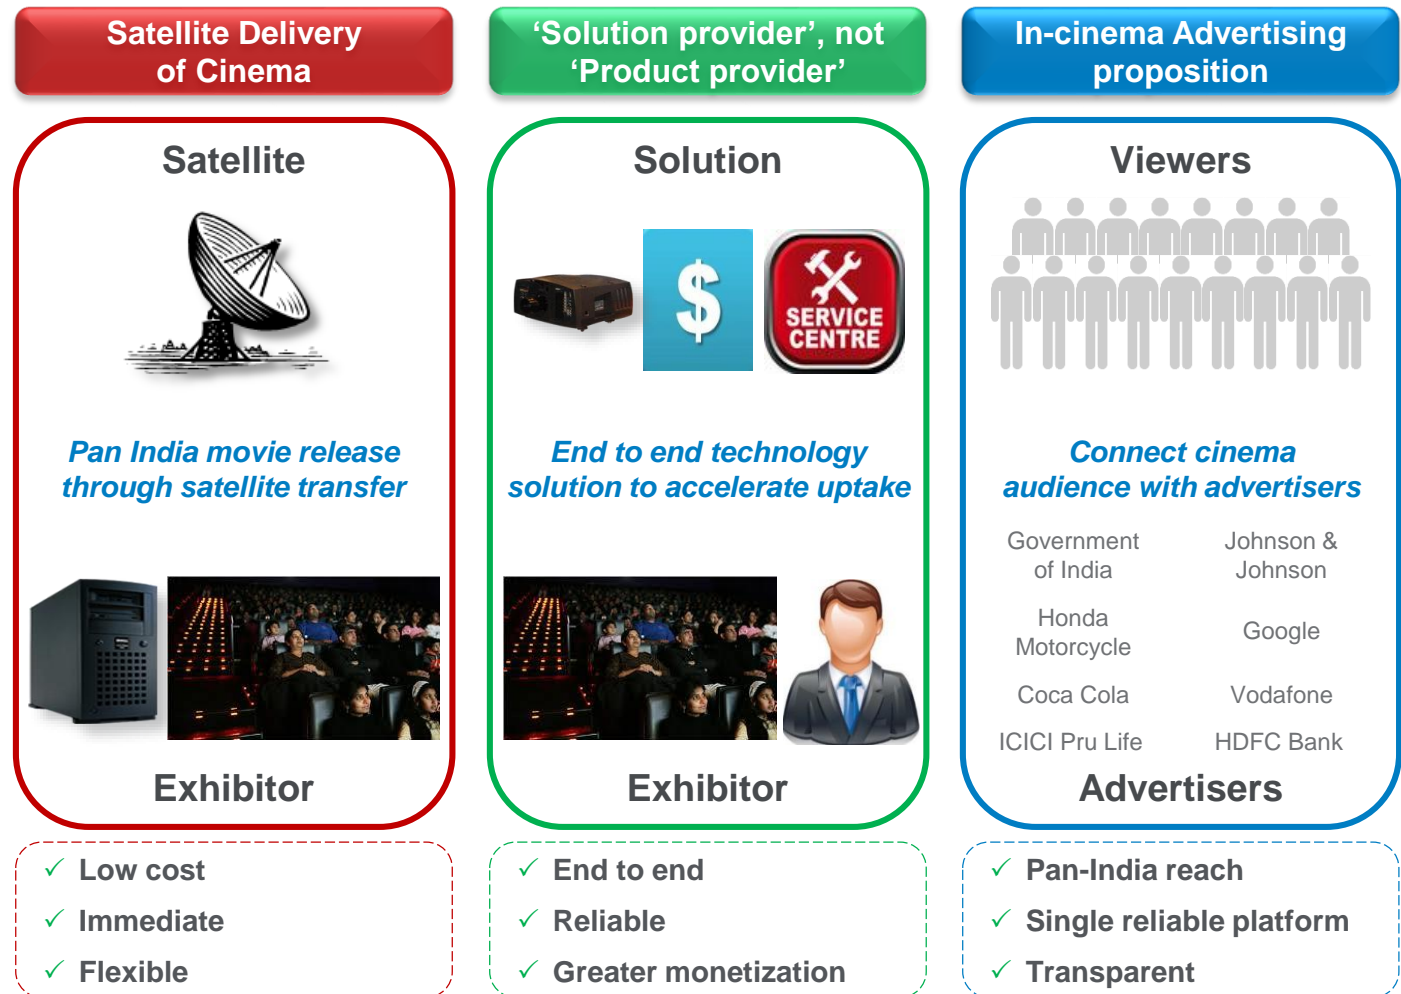 Satellite Delivery
of Cinema
Satellite
Pan India movie release
through satellite transfer
Exhibitor
✓ Low cost
✓ Immediate
✓ Flexible
‘Solution provider’, not
‘Product provider’
Solution
$
SERVICE
CENTRE
End to end technology
solution to accelerate uptake
Exhibitor
✓ End to end
✓ Reliable
✓ Greater monetization
In-cinema Advertising
proposition
Viewers
Connect cinema
audience with advertisers
Government
of India
Johnson &
Johnson
Honda
Motorcycle
Google
Coca Cola
Vodafone
ICICI Pru Life
HDFC Bank
Advertisers
✓ Pan-India reach
✓ Single reliable platform
✓ Transparent